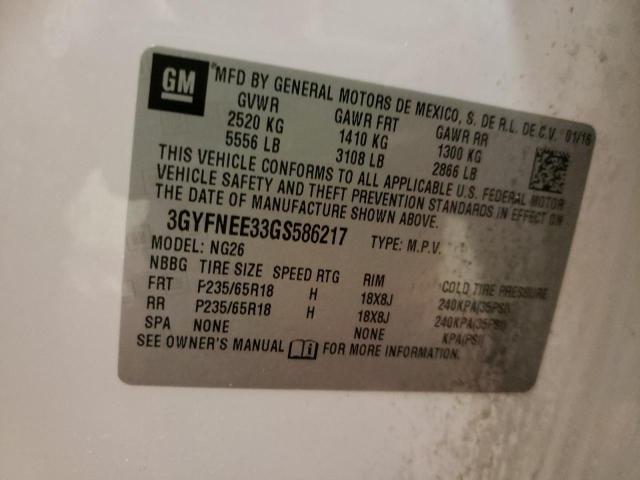 GM
MFD BY GENERAL MOTORS DE MEXICO, S. DE R.L. DE C.V. 01/16
GVWR GAWR FRT GAWR RR
2520 KG 1410 KG 1300 KG
5556 LB 3108 LB 2866 LB
THIS VEHICLE CONFORMS TO ALL APPLICABLE U.S. FEDERAL MOTOR
VEHICLE SAFETY AND THEFT PREVENTION STANDARDS IN EFFECT ON
THE DATE OF MANUFACTURE SHOWN ABOVE.
3GYFNEE33GS586217 TYPE: M.P.V.
MODEL: NG26
NBBG TIRE SIZE SPEED RTG RIM COLD TIRE PRESSURE
FRT P235/65R18 H 18X8J 240KPA(35PSI)
RR P235/65R18 H 18X8J 240KPA(35PSI)
SPA NONE NONE KPA(PSI)
SEE OWNER'S MANUAL FOR MORE INFORMATION.